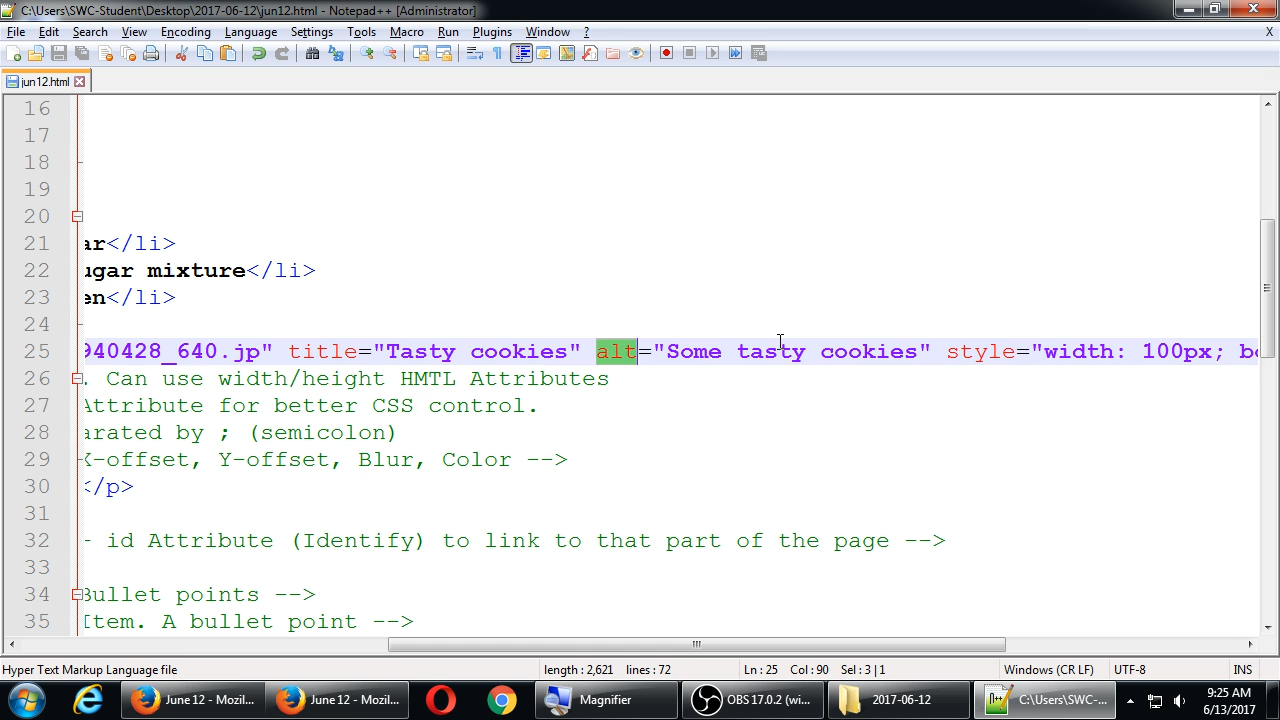 C:\Users\SWC-Student\Desktop\2017-06-12\jun12.html - Notepad++ [Administrator]
File Edit Search View Encoding Language Settings Tools Macro Run Plugins Window ? X
jun12.html
16
17
18
19
20
21 ar</li>
22 ugar mixture</li>
23 en</li>
24
25 940428_640.jp" title="Tasty cookies" alt="Some tasty cookies" style="width: 100px; bo
26 . Can use width/height HMTL Attributes
27 Attribute for better CSS control.
28 arated by ; (semicolon)
29 X-offset, Y-offset, Blur, Color -->
30 </p>
31
32 - id Attribute (Identify) to link to that part of the page -->
33
34 Bullet points -->
35 Item. A bullet point -->
Hyper Text Markup Language file length : 2,621 lines : 72 Ln : 25 Col : 90 Sel : 3 | 1 Windows (CR LF) UTF-8 INS
June 12 - Mozil... June 12 - Mozil... Magnifier OBS 17.0.2 (wi... 2017-06-12 C:\Users\SWC-... 9:25 AM
6/13/2017